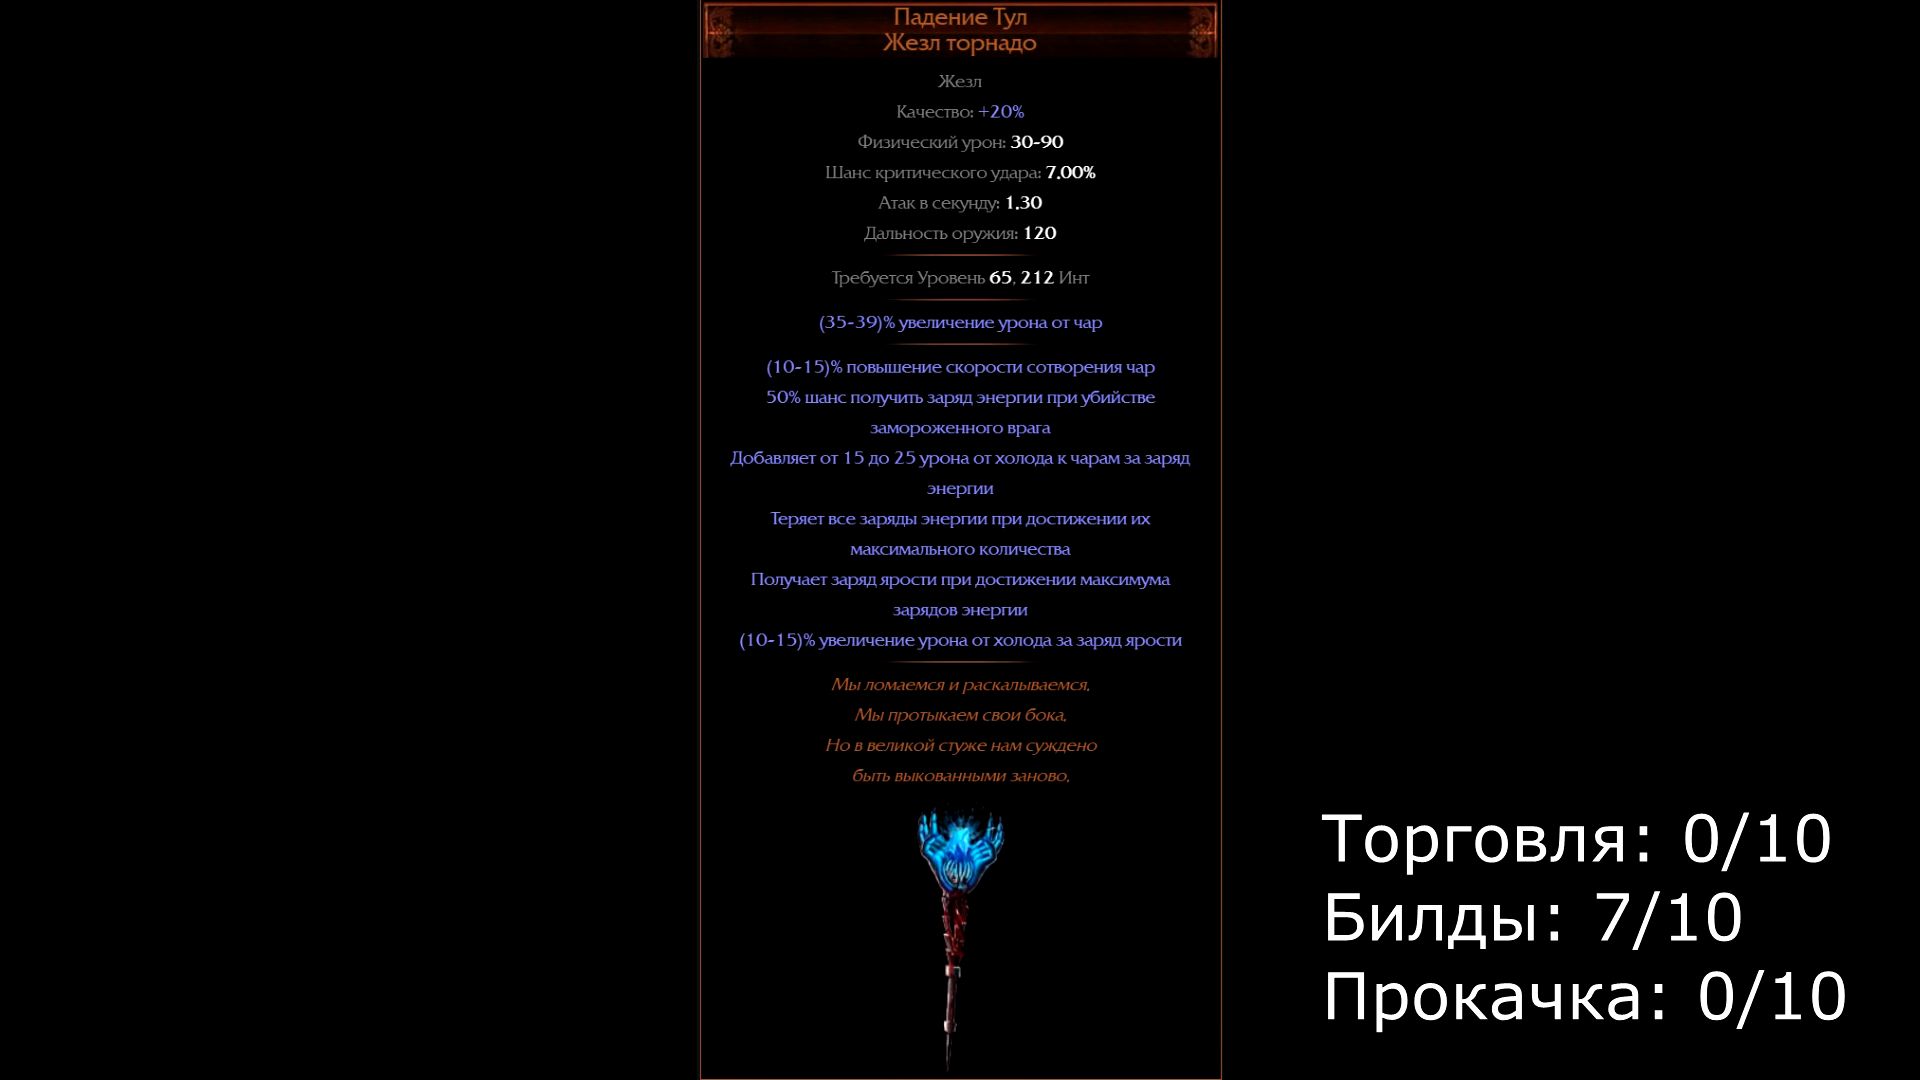 Падение Тул
Жезл торнадо
Жезл
Качество: +20%
Физический урон: 30-90
Шанс критического удара: 7.00%
Атак в секунду: 1.30
Дальность оружия: 120
Требуется Уровень 65, 212 Инт
(35-39)% увеличение урона от чар
(10-15)% повышение скорости сотворения чар
50% шанс получить заряд энергии при убийстве
замороженного врага
Добавляет от 15 до 25 урона от холода к чарам за заряд
энергии
Теряет все заряды энергии при достижении их
максимального количества
Получает заряд ярости при достижении максимума
зарядов энергии
(10-15)% увеличение урона от холода за заряд ярости
Мы ломаемся и раскалываемся,
Мы протыкаем свои бока,
Но в великой стуже нам суждено
быть выкованными заново,
Торговля: 0/10
Билды: 7/10
Прокачка: 0/10